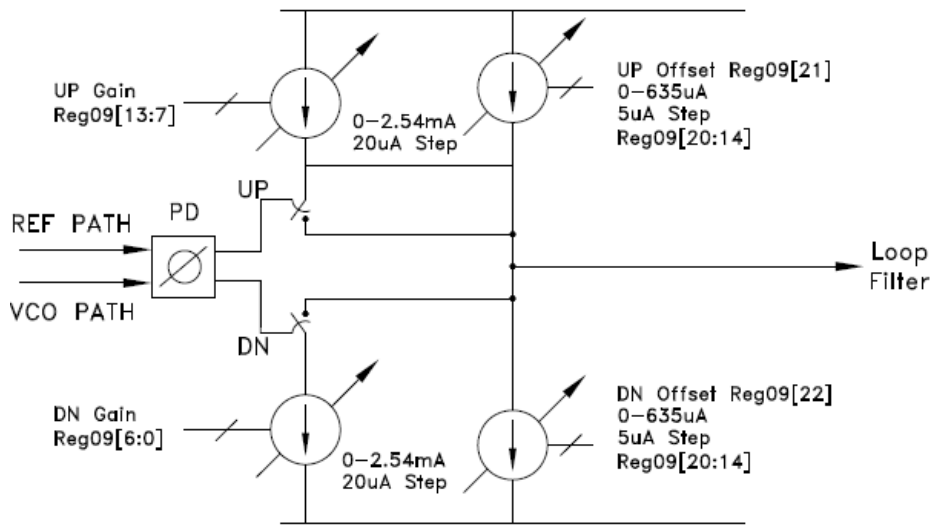 UP Gain
Reg09[13:7]
0-2.54mA
20uA Step
UP Offset Reg09[21]
0-635uA
5uA Step
Reg09[20:14]
UP
PD
REF PATH
VCO PATH
DN
Loop
Filter
DN Gain
Reg09[6:0]
0-2.54mA
20uA Step
DN Offset Reg09[22]
0-635uA
5uA Step
Reg09[20:14]